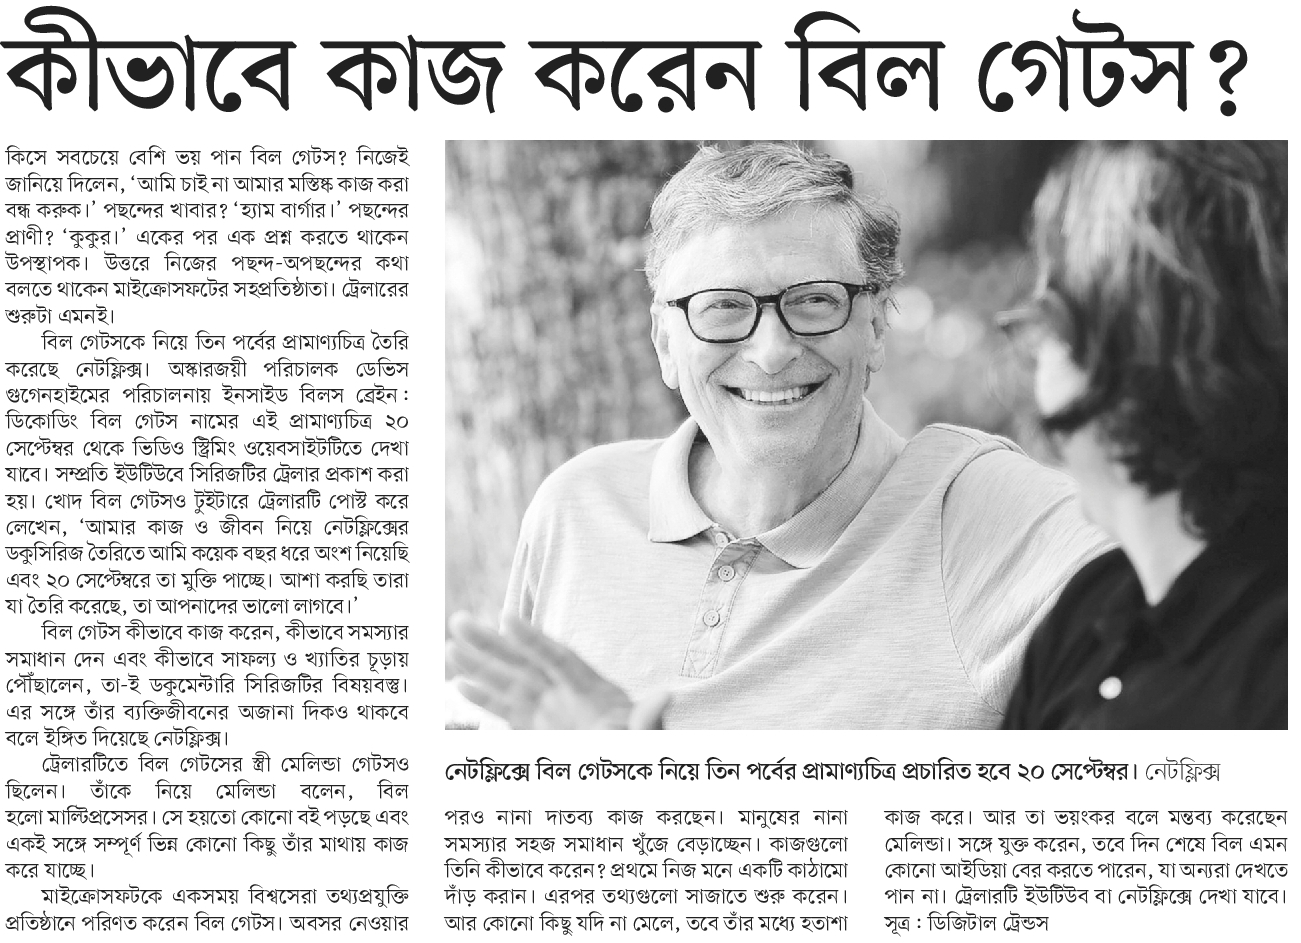 কীভাবে কাজ করেন বিল গেটস?
কিসে সবচেয়ে বেশি ভয় পান বিল গেটস? নিজেই
জানিয়ে দিলেন, ‘আমি চাই না আমার মস্তিষ্ক কাজ করা
বন্ধ করুক।’ পছন্দের খাবার? ‘হ্যাম বার্গার।’ পছন্দের
প্রাণী? ‘কুকুর।’ একের পর এক প্রশ্ন করতে থাকেন
উপস্থাপক। উত্তরে নিজের পছন্দ-অপছন্দের কথা
বলতে থাকেন মাইক্রোসফটের সহপ্রতিষ্ঠাতা। ট্রেলারের
শুরুটা এমনই।
বিল গেটসকে নিয়ে তিন পর্বের প্রামাণ্যচিত্র তৈরি
করেছে নেটফ্লিক্স। অস্কারজয়ী পরিচালক ডেভিস
গুগেনহাইমের পরিচালনায় ইনসাইড বিলস ব্রেইন :
ডিকোডিং বিল গেটস নামের এই প্রামাণ্যচিত্র ২০
সেপ্টেম্বর থেকে ভিডিও স্ট্রিমিং ওয়েবসাইটটিতে দেখা
যাবে। সম্প্রতি ইউটিউবে সিরিজটির ট্রেলার প্রকাশ করা
হয়। খোদ বিল গেটসও টুইটারে ট্রেলারটি পোস্ট করে
লেখেন, ‘আমার কাজ ও জীবন নিয়ে নেটফ্লিক্সের
ডকুসিরিজ তৈরিতে আমি কয়েক বছর ধরে অংশ নিয়েছি
এবং ২০ সেপ্টেম্বরে তা মুক্তি পাচ্ছে। আশা করছি তারা
যা তৈরি করেছে, তা আপনাদের ভালো লাগবে।’
বিল গেটস কীভাবে কাজ করেন, কীভাবে সমস্যার
সমাধান দেন এবং কীভাবে সাফল্য ও খ্যাতির চূড়ায়
পৌঁছালেন, তা-ই ডকুমেন্টারি সিরিজটির বিষয়বস্তু।
এর সঙ্গে তাঁর ব্যক্তিজীবনের অজানা দিকও থাকবে
বলে ইঙ্গিত দিয়েছে নেটফ্লিক্স।
ট্রেলারটিতে বিল গেটসের স্ত্রী মেলিন্ডা গেটসও
ছিলেন। তাঁকে নিয়ে মেলিন্ডা বলেন, বিল
হলো মাল্টিপ্রসেসর। সে হয়তো কোনো বই পড়ছে এবং
একই সঙ্গে সম্পূর্ণ ভিন্ন কোনো কিছু তাঁর মাথায় কাজ
করে যাচ্ছে।
মাইক্রোসফটকে একসময় বিশ্বসেরা তথ্যপ্রযুক্তি
প্রতিষ্ঠানে পরিণত করেন বিল গেটস। অবসর নেওয়ার
নেটফ্লিক্সে বিল গেটসকে নিয়ে তিন পর্বের প্রামাণ্যচিত্র প্রচারিত হবে ২০ সেপ্টেম্বর। নেটফ্লিক্স
পরও নানা দাতব্য কাজ করছেন। মানুষের নানা
সমস্যার সহজ সমাধান খুঁজে বেড়াচ্ছেন। কাজগুলো
তিনি কীভাবে করেন? প্রথমে নিজ মনে একটি কাঠামো
দাঁড় করান। এরপর তথ্যগুলো সাজাতে শুরু করেন।
আর কোনো কিছু যদি না মেলে, তবে তাঁর মধ্যে হতাশা
কাজ করে। আর তা ভয়ংকর বলে মন্তব্য করেছেন
মেলিন্ডা। সঙ্গে যুক্ত করেন, তবে দিন শেষে বিল এমন
কোনো আইডিয়া বের করতে পারেন, যা অন্যরা দেখতে
পান না। ট্রেলারটি ইউটিউব বা নেটফ্লিক্সে দেখা যাবে।
সূত্র : ডিজিটাল ট্রেন্ডস